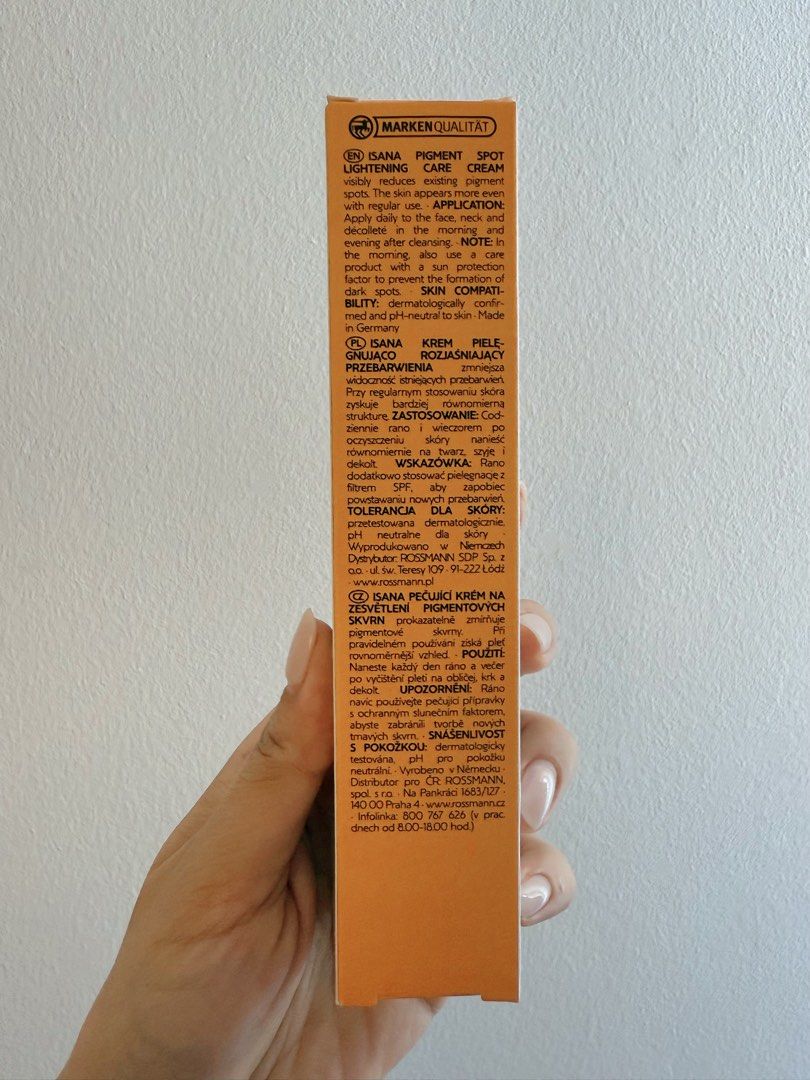 MARKENQUALITÄT
EN ISANA PIGMENT SPOT
LIGHTENING CARE CREAM
visibly reduces existing pigment
spots. The skin appears more even
with regular use. · APPLICATION:
Apply daily to the face, neck and
décolleté in the morning and
evening after cleansing. · NOTE: In
the morning, also use a care
product with a sun protection
factor to prevent the formation of
dark spots. · SKIN COMPATI-
BILITY: dermatologically confir-
med and pH-neutral to skin · Made
in Germany
PL ISANA KREM PIELĘ-
GNUJĄCO ROZJAŚNIAJĄCY
PRZEBARWIENIA zmniejsza
widoczność istniejących przebarwień.
Przy regularnym stosowaniu skóra
zyskuje bardziej równomierną
strukturę. ZASTOSOWANIE: Cod-
ziennie rano i wieczorem po
oczyszczeniu skóry nanieść
równomiernie na twarz, szyję i
dekolt. WSKAZÓWKA: Rano
dodatkowo stosować pielęgnację z
filtrem SPF, aby zapobiec
powstawaniu nowych przebarwień.
TOLERANCJA DLA SKÓRY:
przetestowana dermatologicznie,
pH neutralne dla skóry ·
Wyprodukowano w Niemczech
Dystrybutor: ROSSMANN SDP Sp. z
o.o. · ul. św. Teresy 109 · 91-222 Łódź
· www.rossmann.pl
CZ ISANA PEČUJÍCÍ KRÉM NA
ZESVĚTLENÍ PIGMENTOVÝCH
SKVRN prokazatelně zmírňuje
pigmentové skvrny. Při
pravidelném používání získá pleť
rovnoměrnější vzhled. · POUŽITÍ:
Naneste každý den ráno a večer
po vyčištění pleti na obličej, krk a
dekolt. UPOZORNĚNÍ: Ráno
navíc používejte pečující přípravky
s ochranným slunečním faktorem,
abyste zabránili tvorbě nových
tmavých skvrn. · SNÁŠENLIVOST
S POKOŽKOU: dermatologicky
testována, pH pro pokožku
neutrální. · Vyrobeno v Německu ·
Distributor pro ČR: ROSSMANN,
spol. s r.o. · Na Pankráci 1683/127 ·
140 00 Praha 4 · www.rossmann.cz
· Infolinka: 800 767 626 (v prac.
dnech od 8.00-18.00 hod.)